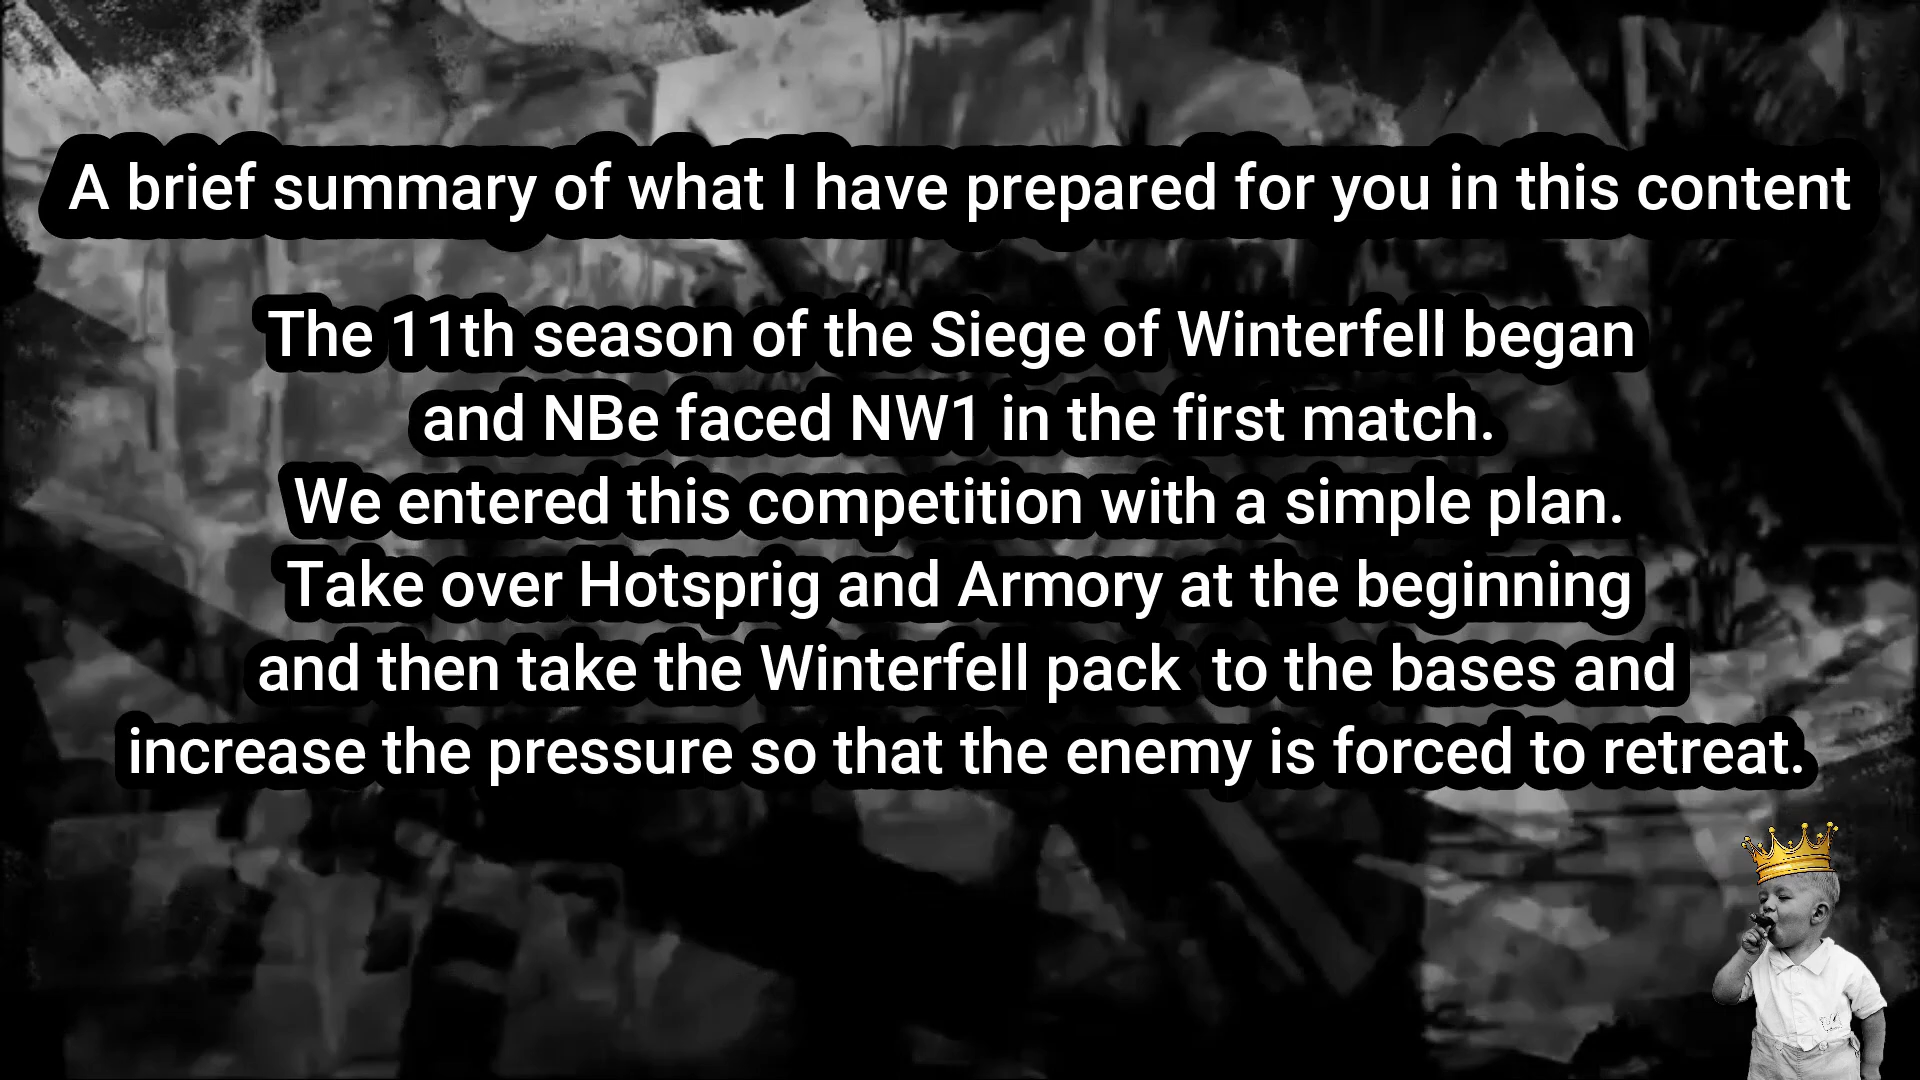 A brief summary of what I have prepared for you in this content
The 11th season of the Siege of Winterfell began
and NBe faced NW1 in the first match.
We entered this competition with a simple plan.
Take over Hotsprig and Armory at the beginning
and then take the Winterfell pack  to the bases and
increase the pressure so that the enemy is forced to retreat.